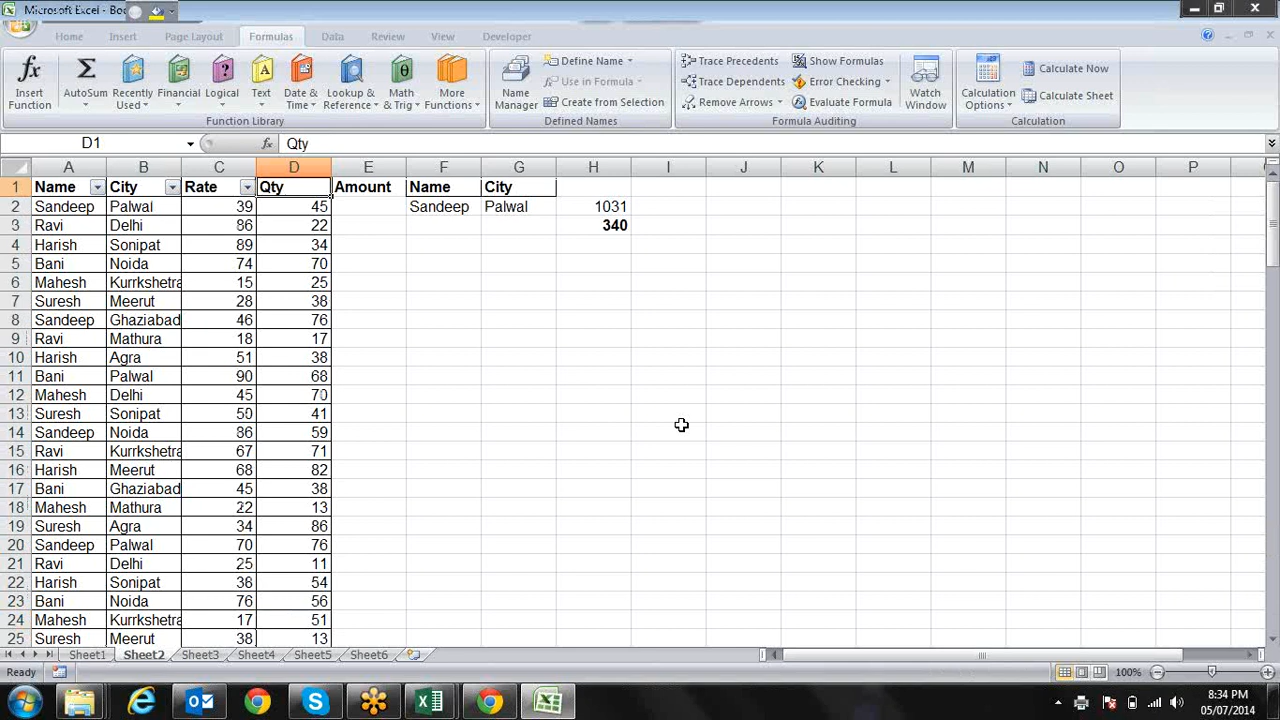 Microsoft Excel - Boo
Home Insert Page Layout Formulas Data Review View Developer
Insert Function
AutoSum
Recently Used
Financial
Logical
Text
Date & Time
Lookup & Reference
Math & Trig
More Functions
Function Library
Name Manager
Define Name
Use in Formula
Create from Selection
Defined Names
Trace Precedents
Trace Dependents
Remove Arrows
Show Formulas
Error Checking
Evaluate Formula
Watch Window
Formula Auditing
Calculation Options
Calculate Now
Calculate Sheet
Calculation
D1 fx Qty
A B C D E F G H I J K L M N O P
1 Name City Rate Qty Amount Name City
2 Sandeep Palwal 39 45 Sandeep Palwal 1031
3 Ravi Delhi 86 22 340
4 Harish Sonipat 89 34
5 Bani Noida 74 70
6 Mahesh Kurrkshetra 15 25
7 Suresh Meerut 28 38
8 Sandeep Ghaziabad 46 76
9 Ravi Mathura 18 17
10 Harish Agra 51 38
11 Bani Palwal 90 68
12 Mahesh Delhi 45 70
13 Suresh Sonipat 50 41
14 Sandeep Noida 86 59
15 Ravi Kurrkshetra 67 71
16 Harish Meerut 68 82
17 Bani Ghaziabad 45 38
18 Mahesh Mathura 22 13
19 Suresh Agra 34 86
20 Sandeep Palwal 70 76
21 Ravi Delhi 25 11
22 Harish Sonipat 36 54
23 Bani Noida 76 56
24 Mahesh Kurrkshetra 17 51
25 Suresh Meerut 38 13
Sheet1 Sheet2 Sheet3 Sheet4 Sheet5 Sheet6
Ready 100%
8:34 PM
05/07/2014